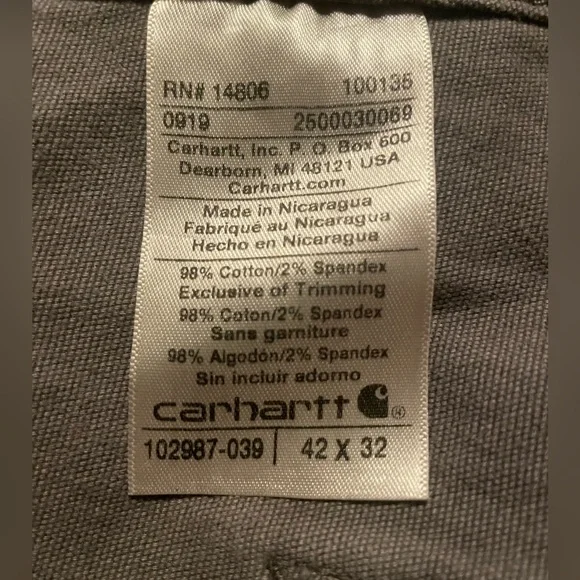 RN# 14806 100135
0919 2500030069
Carhartt, Inc. P. O. Box 600
Dearborn, MI 48121 USA
Carhartt.com
Made in Nicaragua
Fabriqué au Nicaragua
Hecho en Nicaragua
98% Cotton/2% Spandex
Exclusive of Trimming
98% Coton/2% Spandex
Sans garniture
98% Algodón/2% Spandex
Sin incluir adorno
carhartt ®
102987-039 | 42 X 32